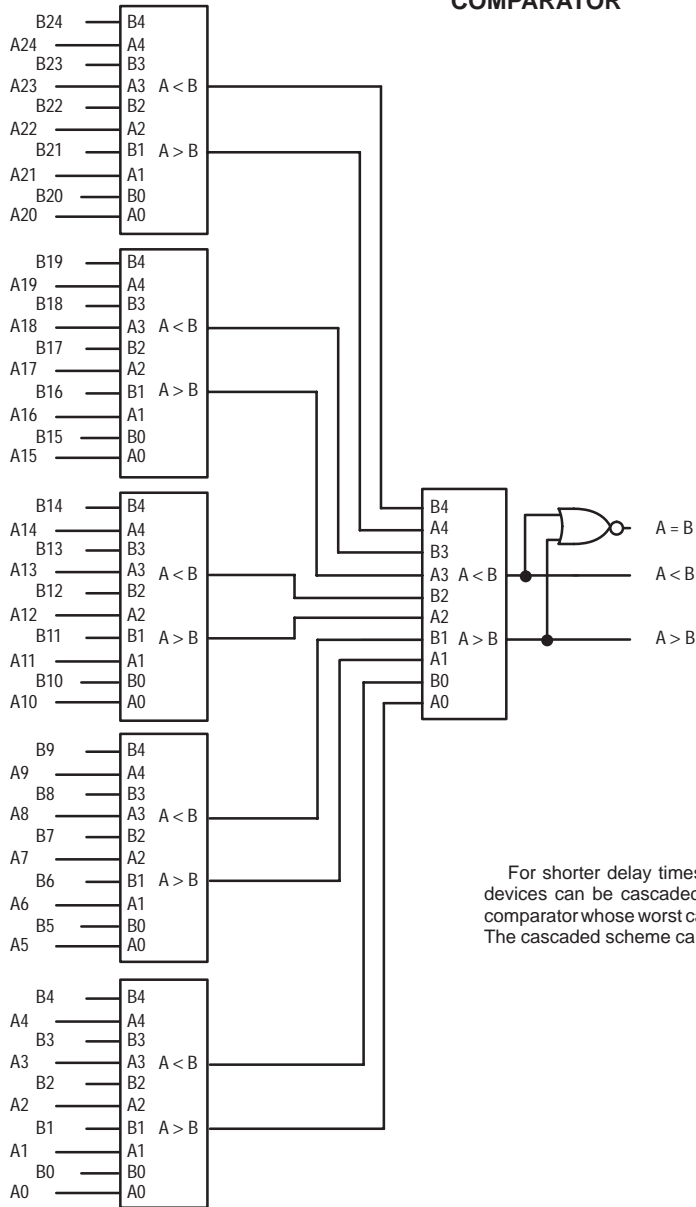 COMPARATOR
B24 B4
A24 A4
B23 B3
A23 A3 A < B
B22 B2
A22 A2
B21 B1 A > B
A21 A1
B20 B0
A20 A0
B19 B4
A19 A4
B18 B3
A18 A3 A < B
B17 B2
A17 A2
B16 B1 A > B
A16 A1
B15 B0
A15 A0
B14 B4
A14 A4
B13 B3
A13 A3 A < B
B12 B2
A12 A2
B11 B1 A > B
A11 A1
B10 B0
A10 A0
B9 B4
A9 A4
B8 B3
A8 A3 A < B
B7 B2
A7 A2
B6 B1 A > B
A6 A1
B5 B0
A5 A0
B4 B4
A4 A4
B3 B3
A3 A3 A < B
B2 B2
A2 A2
B1 B1 A > B
A1 A1
B0 B0
A0 A0
B4
A4 A = B
B3
A3 A < B A < B
B2
A2
B1 A > B A > B
A1
B0
A0
For shorter delay times
devices can be cascaded
comparator whose worst ca
The cascaded scheme ca